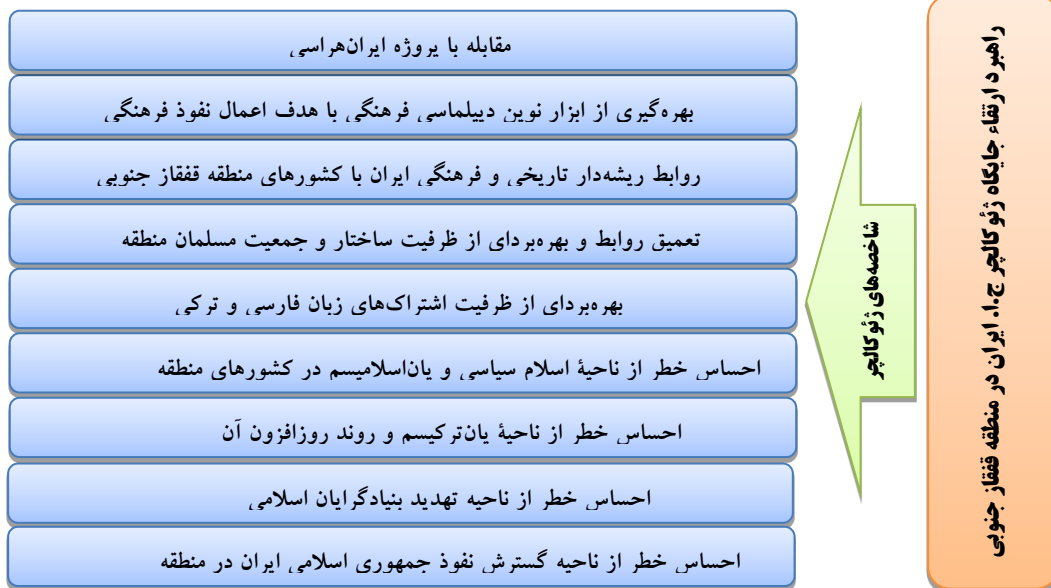 راهبرد ارتقاء جایگاه ژئوکالچر ج.ا. ایران در منطقه قفقاز جنوبی
شاخصه‌های ژئوکالچر
مقابله با پروژه ایران‌هراسی
بهره‌گیری از ابزار نوین دیپلماسی فرهنگی با هدف اعمال نفوذ فرهنگی
روابط ریشه‌دار تاریخی و فرهنگی ایران با کشورهای منطقه قفقاز جنوبی
تعمیق روابط و بهره‌بردای از ظرفیت ساختار و جمعیت مسلمان منطقه
بهره‌بردای از ظرفیت اشتراک‌های زبان فارسی و ترکی
احساس خطر از ناحیۀ اسلام سیاسی و پان‌اسلامیسم در کشورهای منطقه
احساس خطر از ناحیۀ پان‌ترکیسم و روند روزافزون آن
احساس خطر از ناحیه تهدید بنیادگرایان اسلامی
احساس خطر از ناحیه گسترش نفوذ جمهوری اسلامی ایران در منطقه